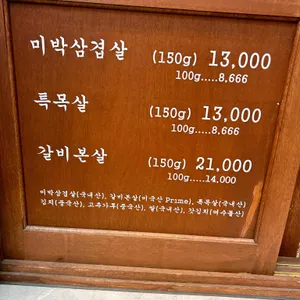 미박삼겹살 (150g) 13,000
100g.....8,666
특목살 (150g) 13,000
100g.....8,666
갈비본살 (150g) 21,000
100g.....14,000
미박삼겹살(국내산), 갈비본살(미국산 Prime), 특목살(국내산)
김치(중국산), 고춧가루(중국산), 쌀(국내산), 갓김치(여수돌산)